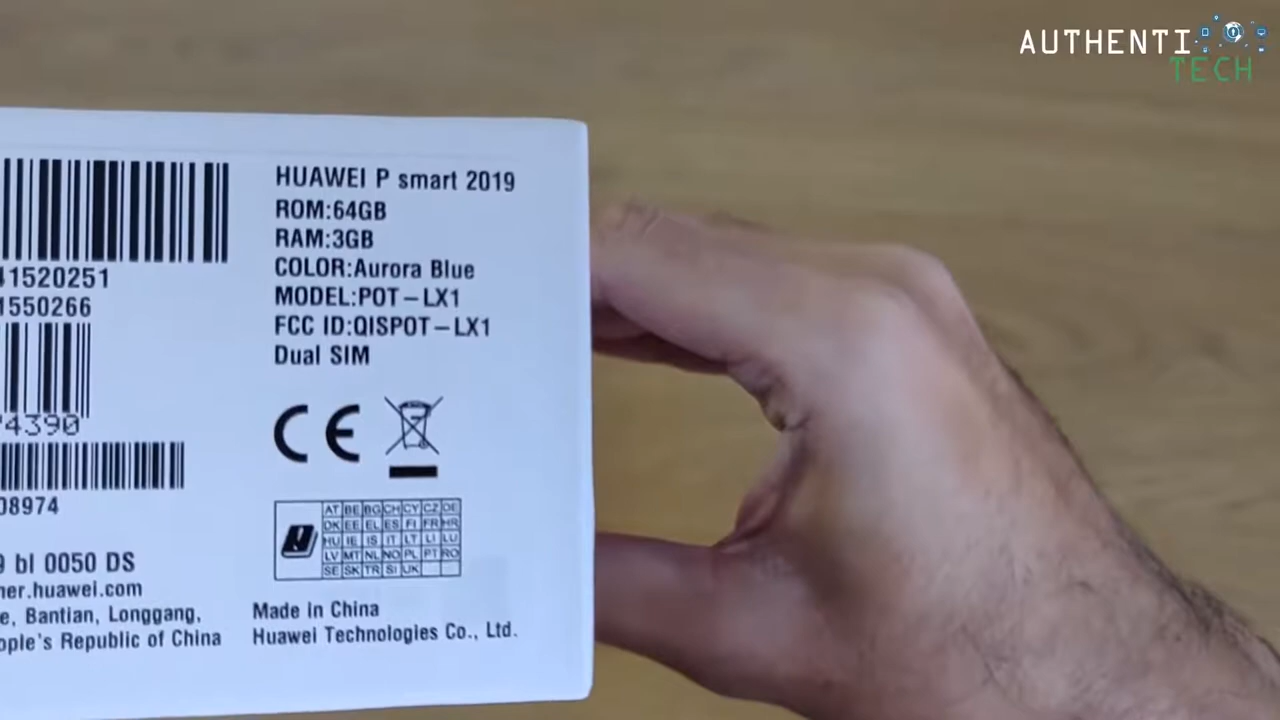 AUTHENTI
TECH
HUAWEI P smart 2019
ROM:64GB
RAM:3GB
COLOR:Aurora Blue
MODEL:POT-LX1
FCC ID:QISPOT-LX1
Dual SIM
41520251
1550266
4390
08974
CE
AT BE BG CH CY CZ DE
DK EE EL ES FI FR HR
HU IE IS IT LT LI LU
LV MT NL NO PL PT RO
SE SK TR SI UK
9 bl 0050 DS
mer.huawei.com
e, Bantian, Longgang,
ople's Republic of China
Made in China
Huawei Technologies Co., Ltd.